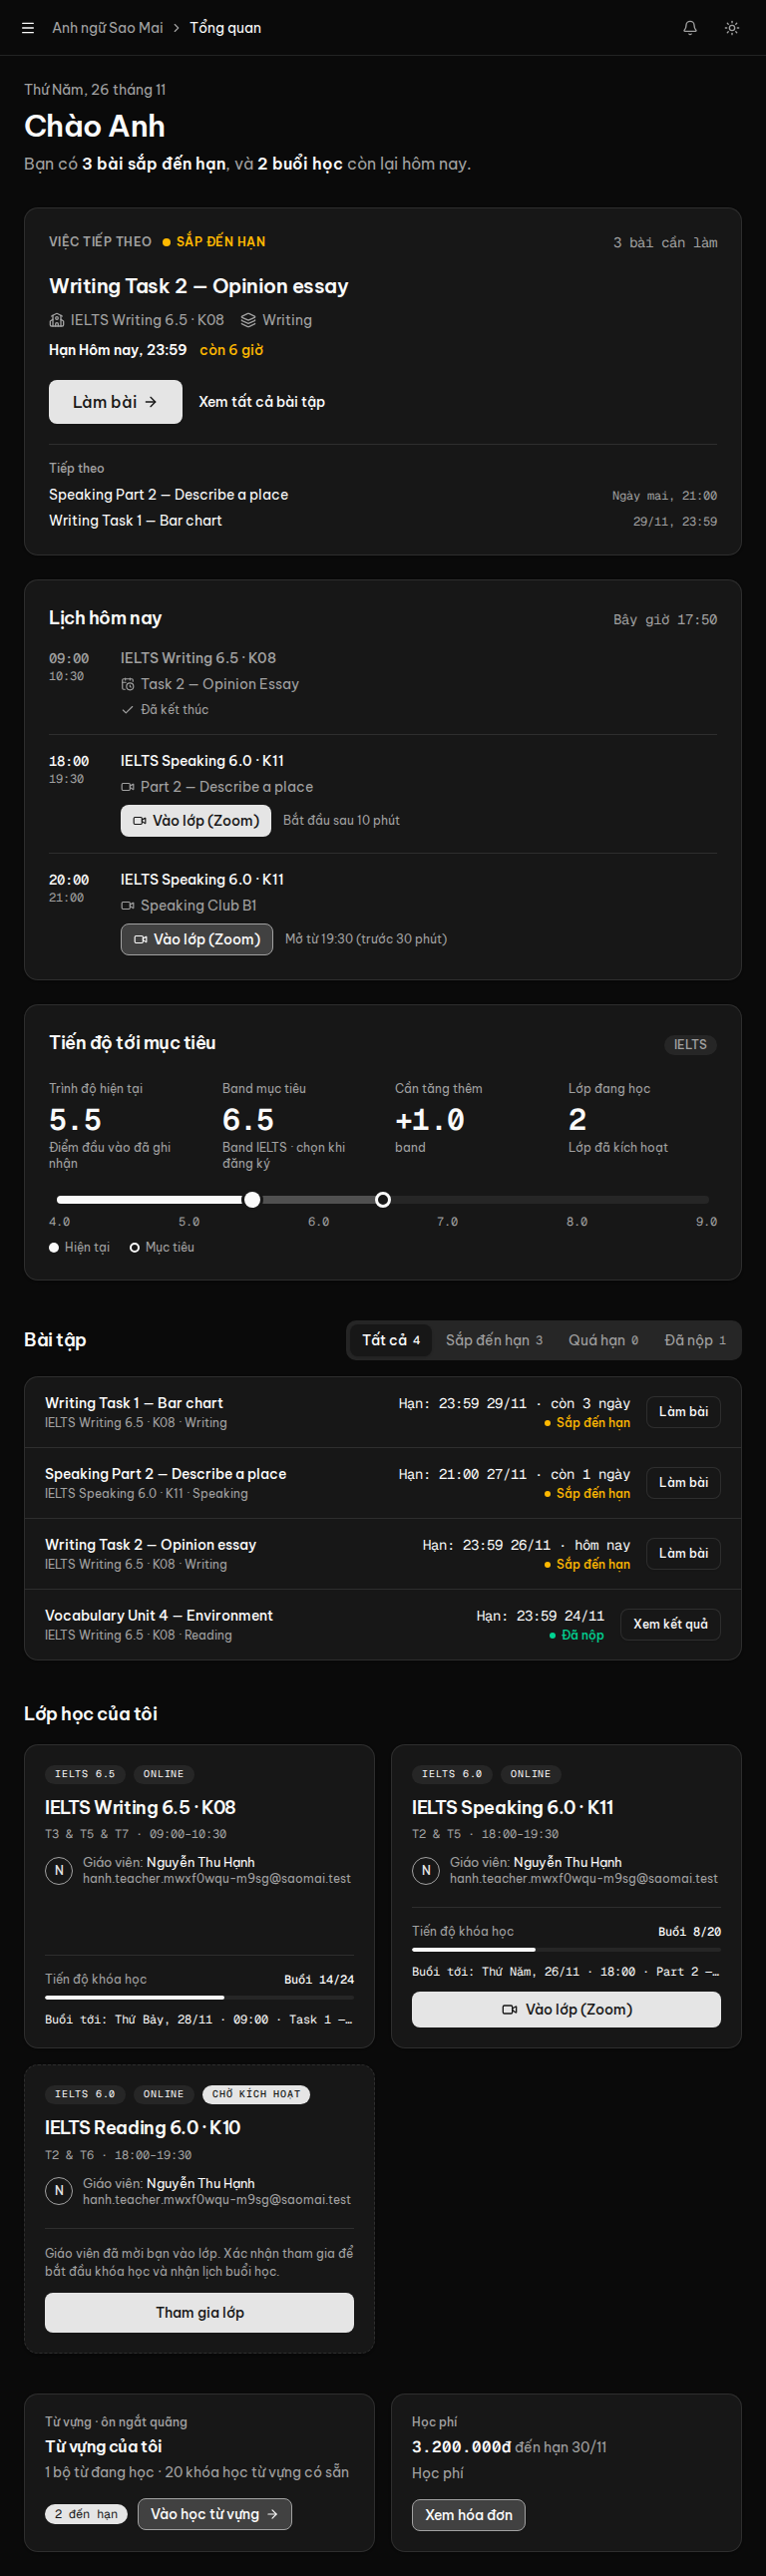 Anh ngữ Sao Mai > Tổng quan
Thứ Năm, 26 tháng 11
Chào Anh
Bạn có 3 bài sắp đến hạn, và 2 buổi học còn lại hôm nay.
VIỆC TIẾP THEO SẮP ĐẾN HẠN 3 bài cần làm
Writing Task 2 — Opinion essay
IELTS Writing 6.5 · K08 Writing
Hạn Hôm nay, 23:59 còn 6 giờ
Làm bài → Xem tất cả bài tập
Tiếp theo
Speaking Part 2 — Describe a place Ngày mai, 21:00
Writing Task 1 — Bar chart 29/11, 23:59
Lịch hôm nay Bây giờ 17:50
09:00 IELTS Writing 6.5 · K08
10:30 Task 2 — Opinion Essay
Đã kết thúc
18:00 IELTS Speaking 6.0 · K11
19:30 Part 2 — Describe a place
Vào lớp (Zoom) Bắt đầu sau 10 phút
20:00 IELTS Speaking 6.0 · K11
21:00 Speaking Club B1
Vào lớp (Zoom) Mở từ 19:30 (trước 30 phút)
Tiến độ tới mục tiêu IELTS
Trình độ hiện tại Band mục tiêu Cần tăng thêm Lớp đang học
5.5 6.5 +1.0 2
Điểm đầu vào đã ghi nhận Band IELTS · chọn khi đăng ký band Lớp đã kích hoạt
4.0 5.0 6.0 7.0 8.0 9.0
Hiện tại Mục tiêu
Bài tập Tất cả 4 Sắp đến hạn 3 Quá hạn 0 Đã nộp 1
Writing Task 1 — Bar chart Hạn: 23:59 29/11 · còn 3 ngày Làm bài
IELTS Writing 6.5 · K08 · Writing Sắp đến hạn
Speaking Part 2 — Describe a place Hạn: 21:00 27/11 · còn 1 ngày Làm bài
IELTS Speaking 6.0 · K11 · Speaking Sắp đến hạn
Writing Task 2 — Opinion essay Hạn: 23:59 26/11 · hôm nay Làm bài
IELTS Writing 6.5 · K08 · Writing Sắp đến hạn
Vocabulary Unit 4 — Environment Hạn: 23:59 24/11 Xem kết quả
IELTS Writing 6.5 · K08 · Reading Đã nộp
Lớp học của tôi
IELTS 6.5 ONLINE
IELTS Writing 6.5 · K08
T3 & T5 & T7 · 09:00–10:30
N Giáo viên: Nguyễn Thu Hạnh
hanh.teacher.mwxf0wqu-m9sg@saomai.test
Tiến độ khóa học Buổi 14/24
Buổi tới: Thứ Bảy, 28/11 · 09:00 · Task 1 —…
IELTS 6.0 ONLINE
IELTS Speaking 6.0 · K11
T2 & T5 · 18:00–19:30
N Giáo viên: Nguyễn Thu Hạnh
hanh.teacher.mwxf0wqu-m9sg@saomai.test
Tiến độ khóa học Buổi 8/20
Buổi tới: Thứ Năm, 26/11 · 18:00 · Part 2 —…
Vào lớp (Zoom)
IELTS 6.0 ONLINE CHỜ KÍCH HOẠT
IELTS Reading 6.0 · K10
T2 & T6 · 18:00–19:30
N Giáo viên: Nguyễn Thu Hạnh
hanh.teacher.mwxf0wqu-m9sg@saomai.test
Giáo viên đã mời bạn vào lớp. Xác nhận tham gia để
bắt đầu khóa học và nhận lịch buổi học.
Tham gia lớp
Từ vựng · ôn ngắt quãng
Từ vựng của tôi
1 bộ từ đang học · 20 khóa học từ vựng có sẵn
2 đến hạn Vào học từ vựng →
Học phí
3.200.000đ đến hạn 30/11
Học phí
Xem hóa đơn